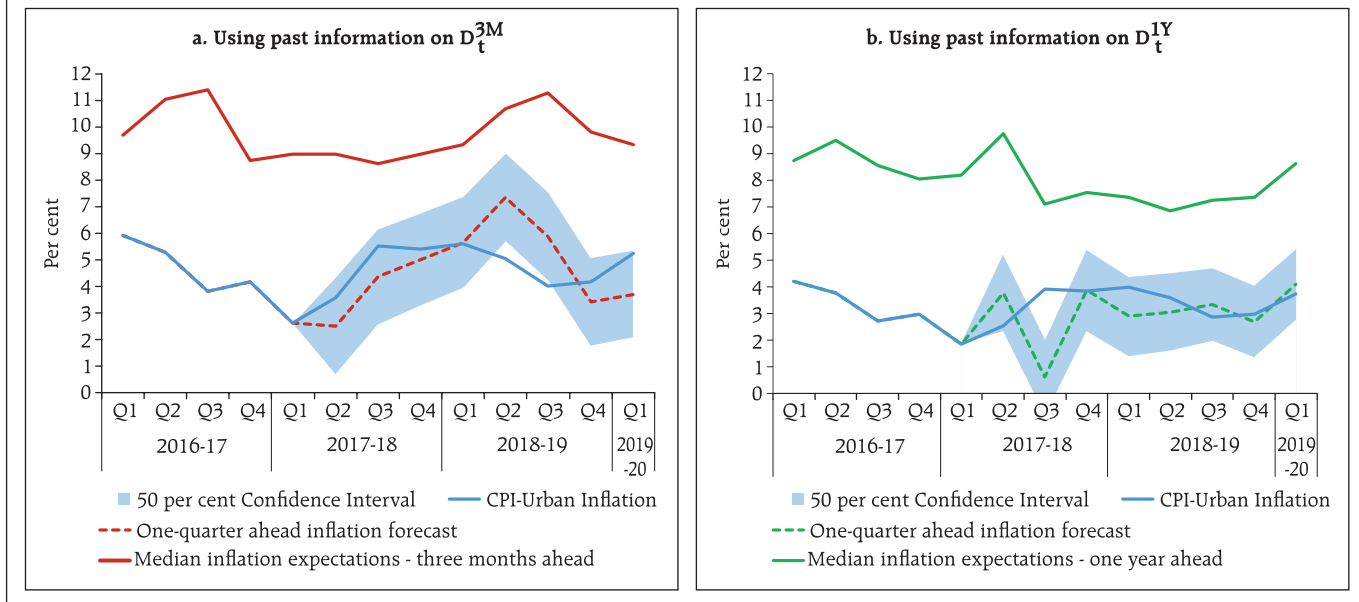 a. Using past information on D_t^3M
Per cent
12
11
10
9
8
7
6
5
4
3
2
1
0
Q1 Q2 Q3 Q4 Q1 Q2 Q3 Q4 Q1 Q2 Q3 Q4 Q1
2016-17 2017-18 2018-19 2019
-20
50 per cent Confidence Interval CPI-Urban Inflation
One-quarter ahead inflation forecast
Median inflation expectations - three months ahead
b. Using past information on D_t^1Y
Per cent
12
11
10
9
8
7
6
5
4
3
2
1
0
Q1 Q2 Q3 Q4 Q1 Q2 Q3 Q4 Q1 Q2 Q3 Q4 Q1
2016-17 2017-18 2018-19 2019
-20
50 per cent Confidence Interval CPI-Urban Inflation
One-quarter ahead inflation forecast
Median inflation expectations - one year ahead